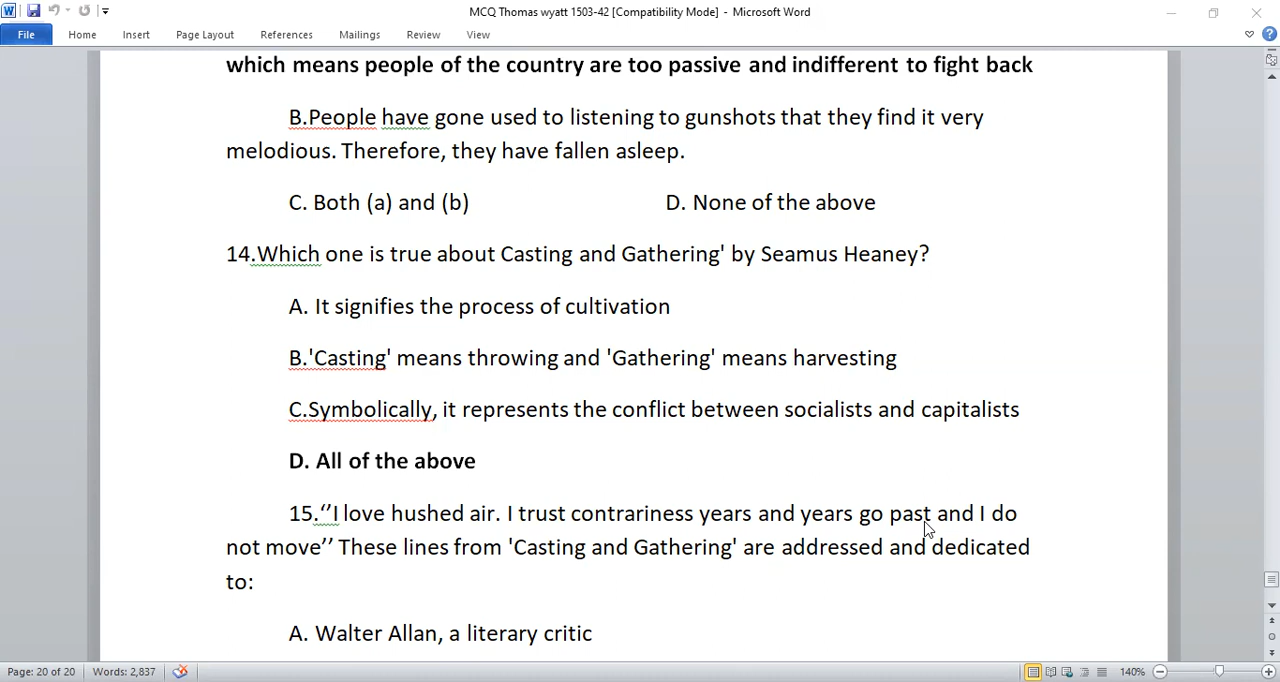 MCQ Thomas wyatt 1503-42 [Compatibility Mode] - Microsoft Word
File Home Insert Page Layout References Mailings Review View
which means people of the country are too passive and indifferent to fight back
B.People have gone used to listening to gunshots that they find it very
melodious. Therefore, they have fallen asleep.
C. Both (a) and (b) D. None of the above
14.Which one is true about Casting and Gathering' by Seamus Heaney?
A. It signifies the process of cultivation
B.'Casting' means throwing and 'Gathering' means harvesting
C.Symbolically, it represents the conflict between socialists and capitalists
D. All of the above
15.‘’I love hushed air. I trust contrariness years and years go past and I do
not move’’ These lines from 'Casting and Gathering' are addressed and dedicated
to:
A. Walter Allan, a literary critic
Page: 20 of 20 Words: 2,837 140%